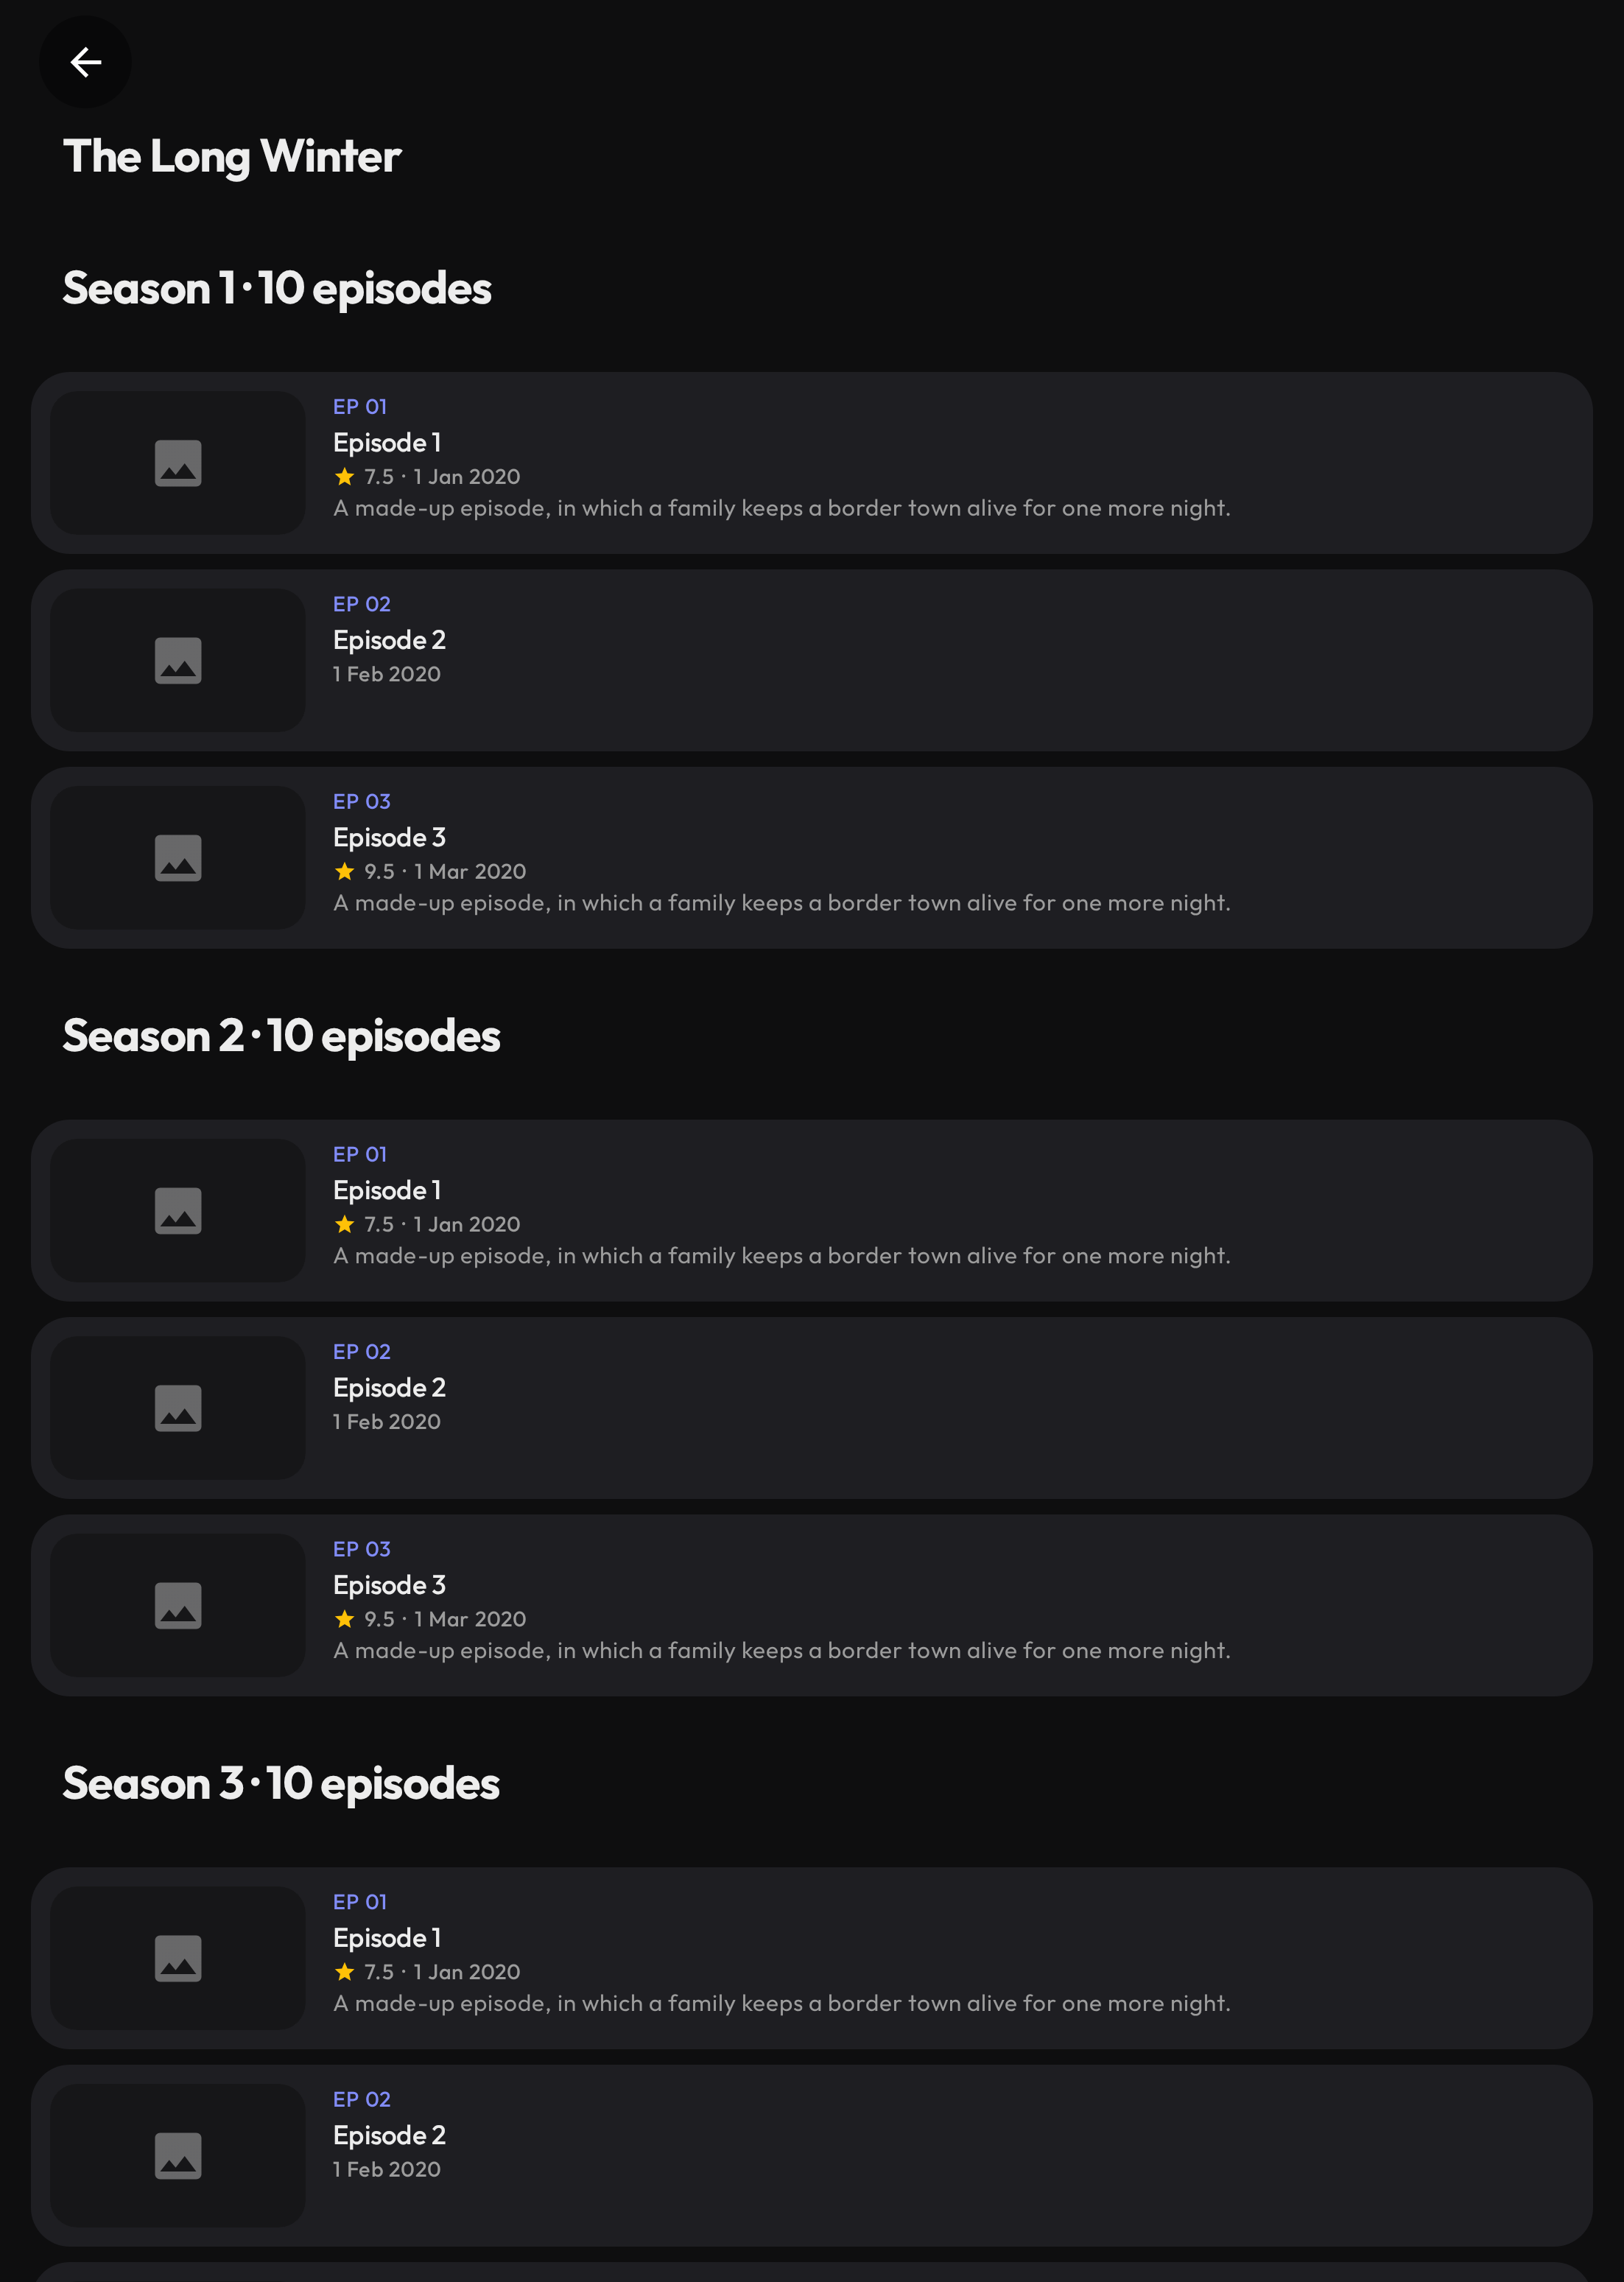 The Long Winter
Season 1 · 10 episodes
EP 01
Episode 1
7.5 · 1 Jan 2020
A made-up episode, in which a family keeps a border town alive for one more night.
EP 02
Episode 2
1 Feb 2020
EP 03
Episode 3
9.5 · 1 Mar 2020
A made-up episode, in which a family keeps a border town alive for one more night.
Season 2 · 10 episodes
EP 01
Episode 1
7.5 · 1 Jan 2020
A made-up episode, in which a family keeps a border town alive for one more night.
EP 02
Episode 2
1 Feb 2020
EP 03
Episode 3
9.5 · 1 Mar 2020
A made-up episode, in which a family keeps a border town alive for one more night.
Season 3 · 10 episodes
EP 01
Episode 1
7.5 · 1 Jan 2020
A made-up episode, in which a family keeps a border town alive for one more night.
EP 02
Episode 2
1 Feb 2020